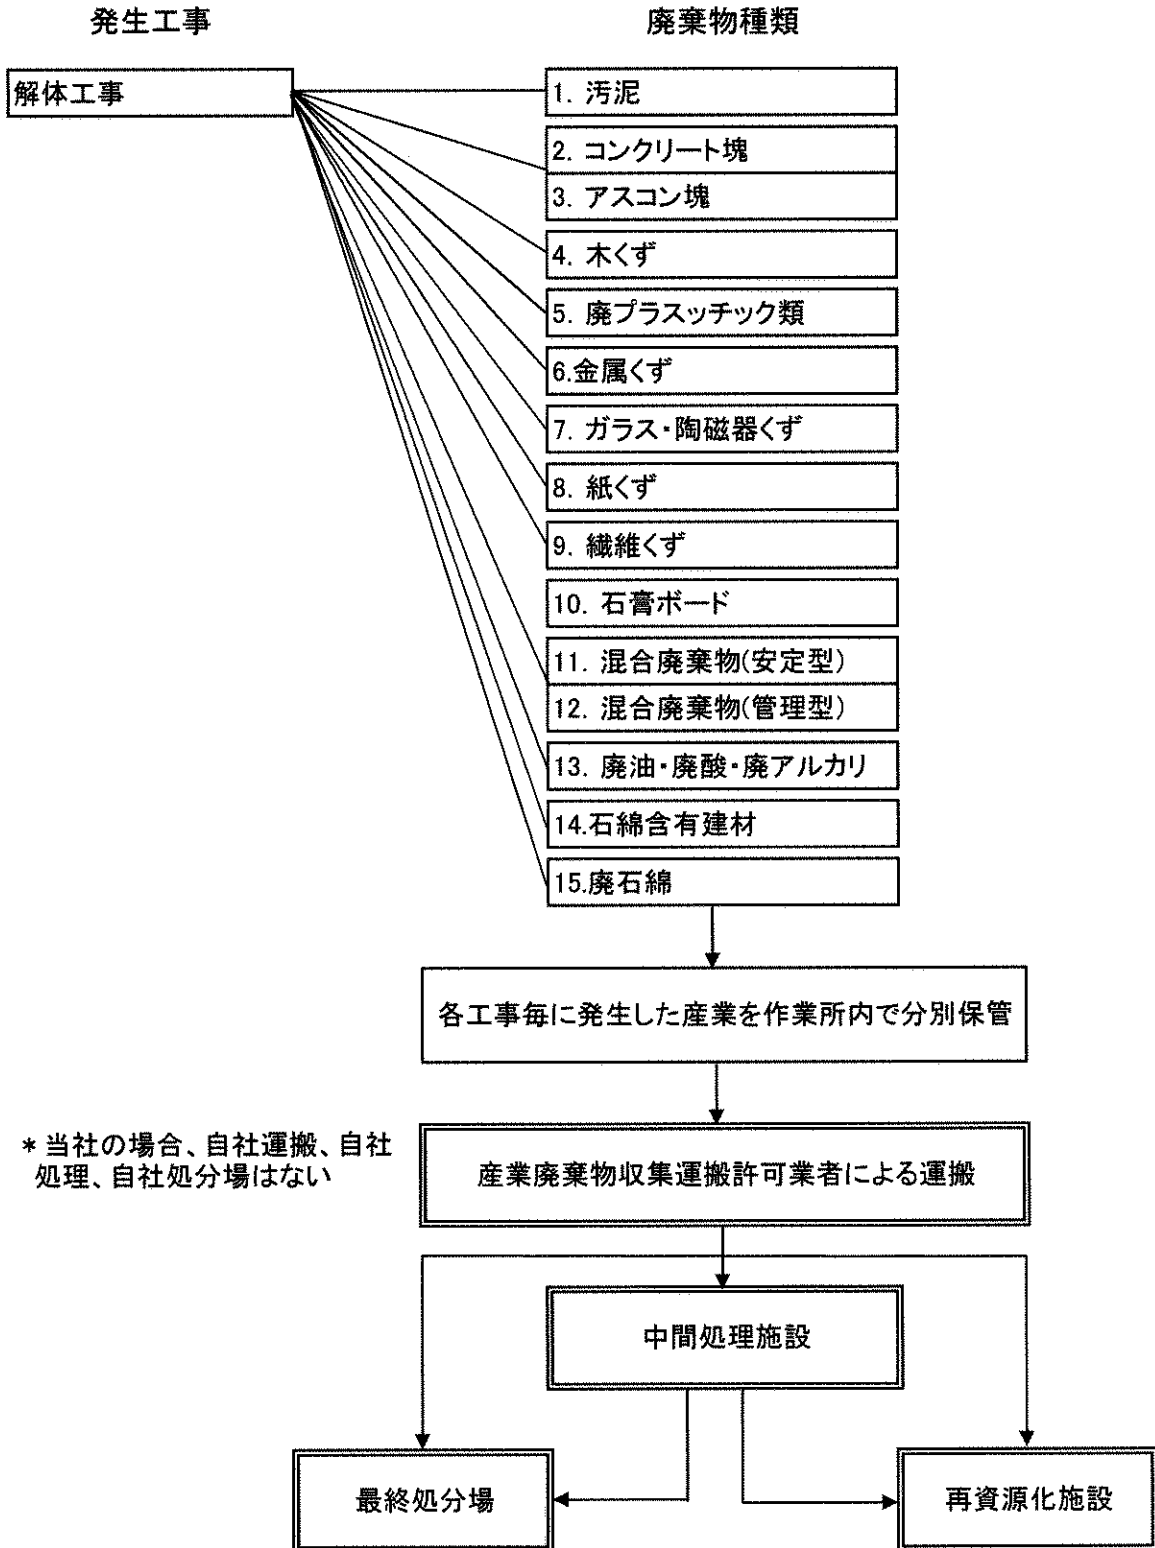 発生工事
廃棄物種類
解体工事
1. 汚泥
2. コンクリート塊
3. アスコン塊
4. 木くず
5. 廃プラスッチック類
6.金属くず
7. ガラス・陶磁器くず
8. 紙くず
9. 繊維くず
10. 石膏ボード
11. 混合廃棄物(安定型)
12. 混合廃棄物(管理型)
13. 廃油・廃酸・廃アルカリ
14.石綿含有建材
15.廃石綿
各工事毎に発生した産業を作業所内で分別保管
* 当社の場合、自社運搬、自社
処理、自社処分場はない
産業廃棄物収集運搬許可業者による運搬
中間処理施設
最終処分場
再資源化施設